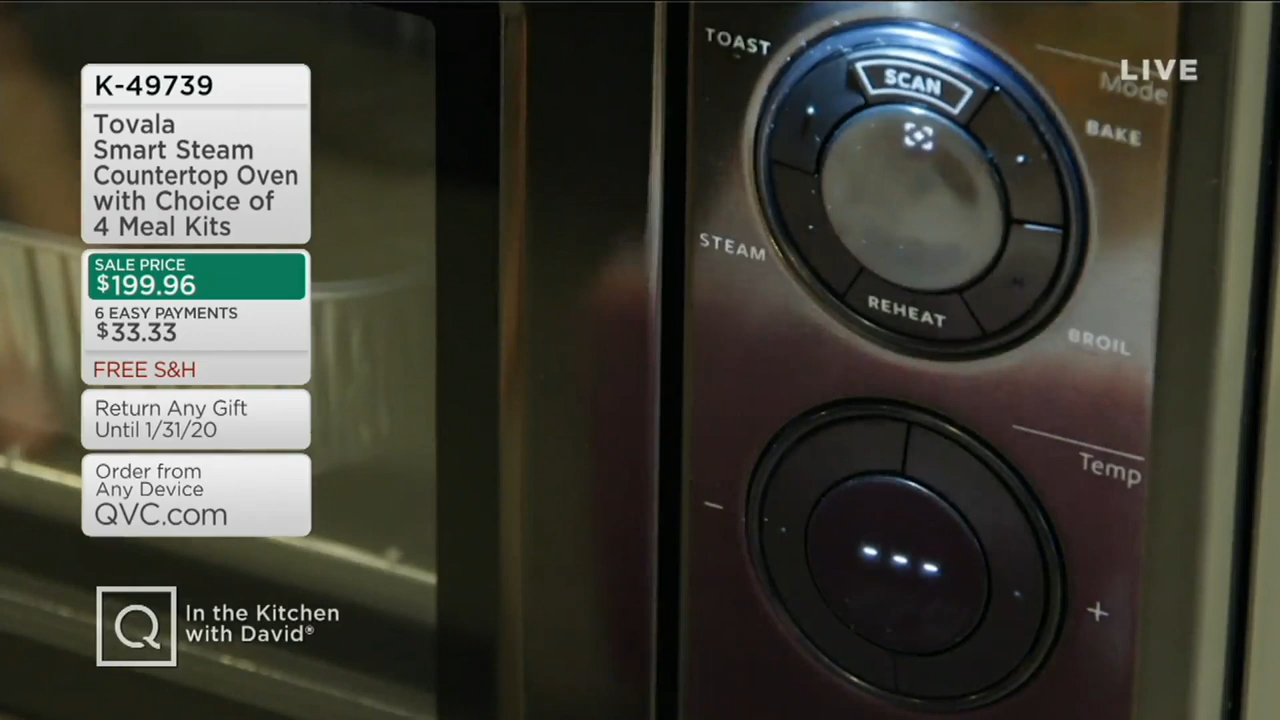 K-49739
Tovala
Smart Steam
Countertop Oven
with Choice of
4 Meal Kits
SALE PRICE
$199.96
6 EASY PAYMENTS
$33.33
FREE S&H
Return Any Gift
Until 1/31/20
Order from
Any Device
QVC.com
Q
In the Kitchen
with David®
LIVE
TOAST
SCAN
Mode
BAKE
STEAM
REHEAT
BROIL
Temp
−
---
+